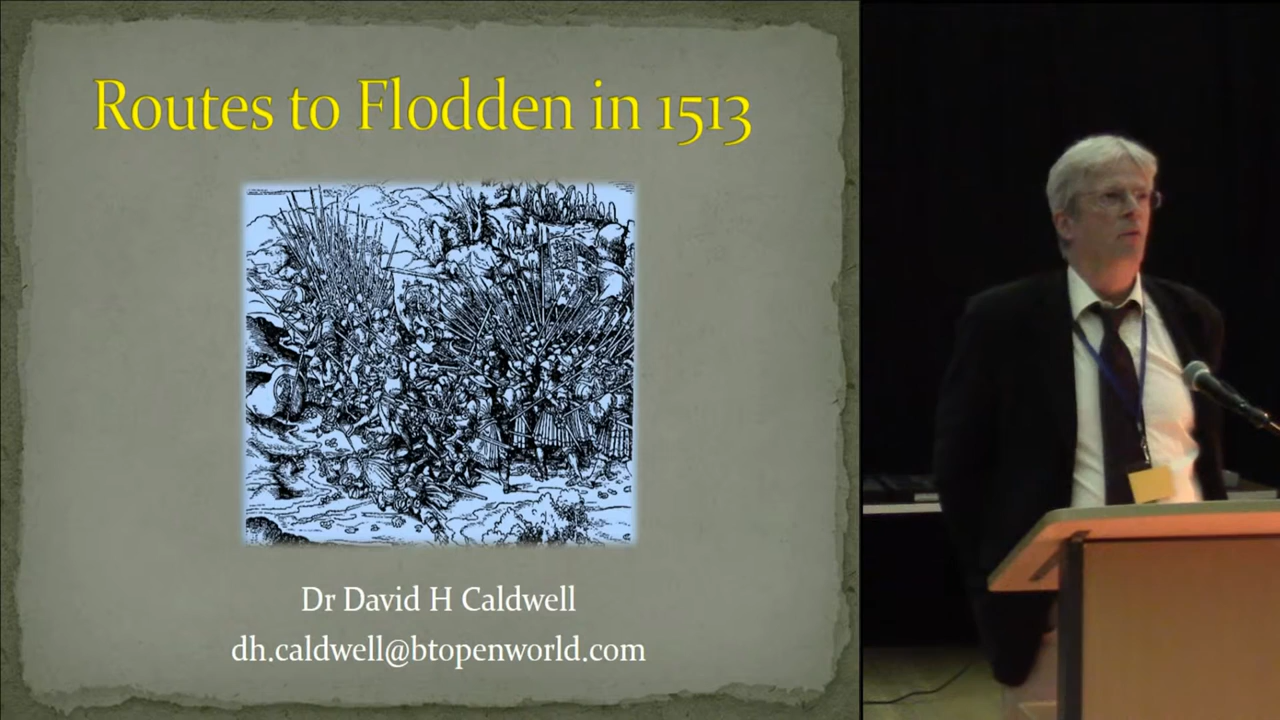 Routes to Flodden in 1513
Dr David H Caldwell
dh.caldwell@btopenworld.com